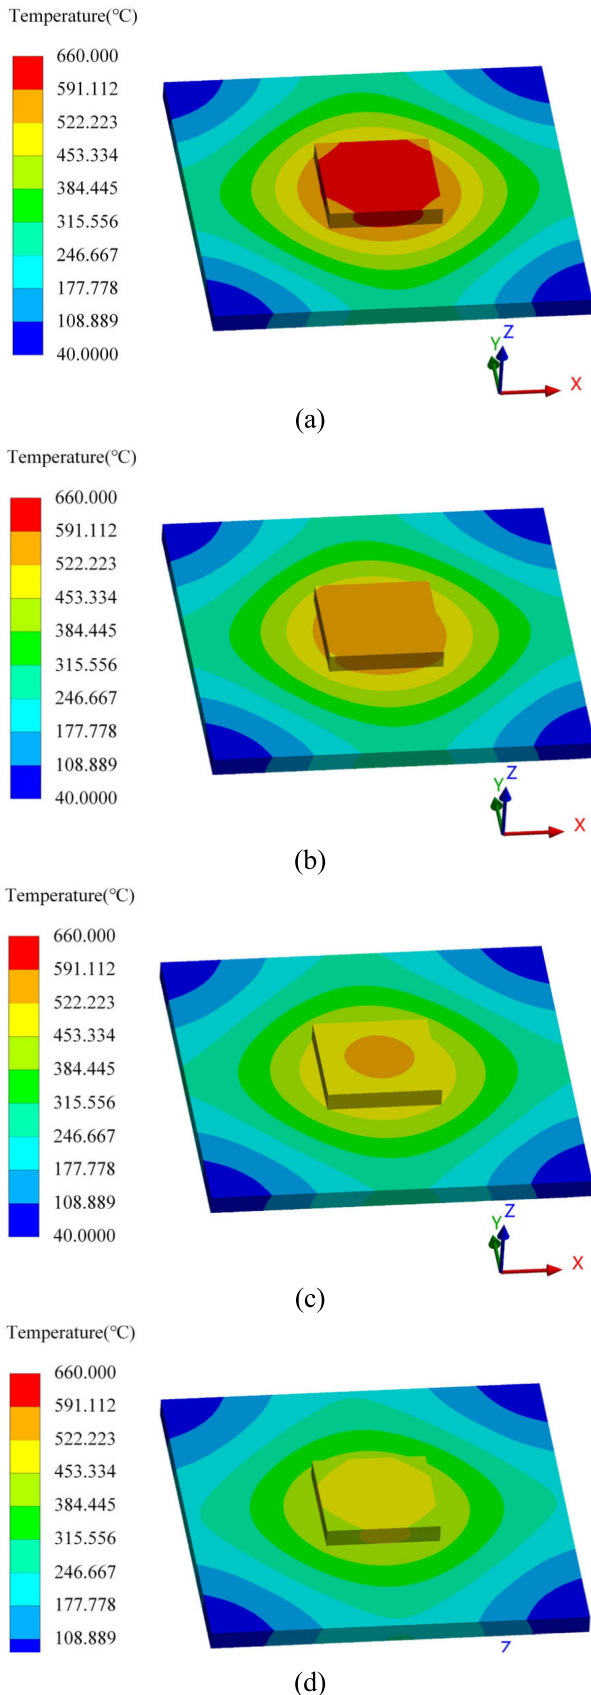 Temperature(℃)
660.000
591.112
522.223
453.334
384.445
315.556
246.667
177.778
108.889
40.0000
Y Z
X
(a)
Temperature(℃)
660.000
591.112
522.223
453.334
384.445
315.556
246.667
177.778
108.889
40.0000
Y Z
X
(b)
Temperature(℃)
660.000
591.112
522.223
453.334
384.445
315.556
246.667
177.778
108.889
40.0000
Y Z
X
(c)
Temperature(℃)
660.000
591.112
522.223
453.334
384.445
315.556
246.667
177.778
108.889
Z
(d)